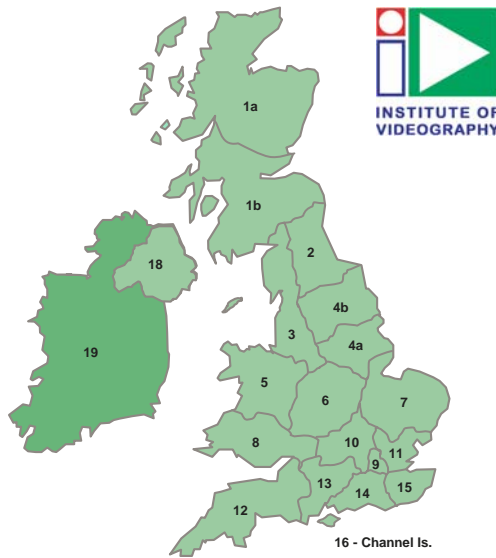 1a
INSTITUTE OF
VIDEOGRAPHY
1b
2
18
4b
3
4a
19
5
6
7
8
10
11
9
13
14
15
12
16 - Channel Is.